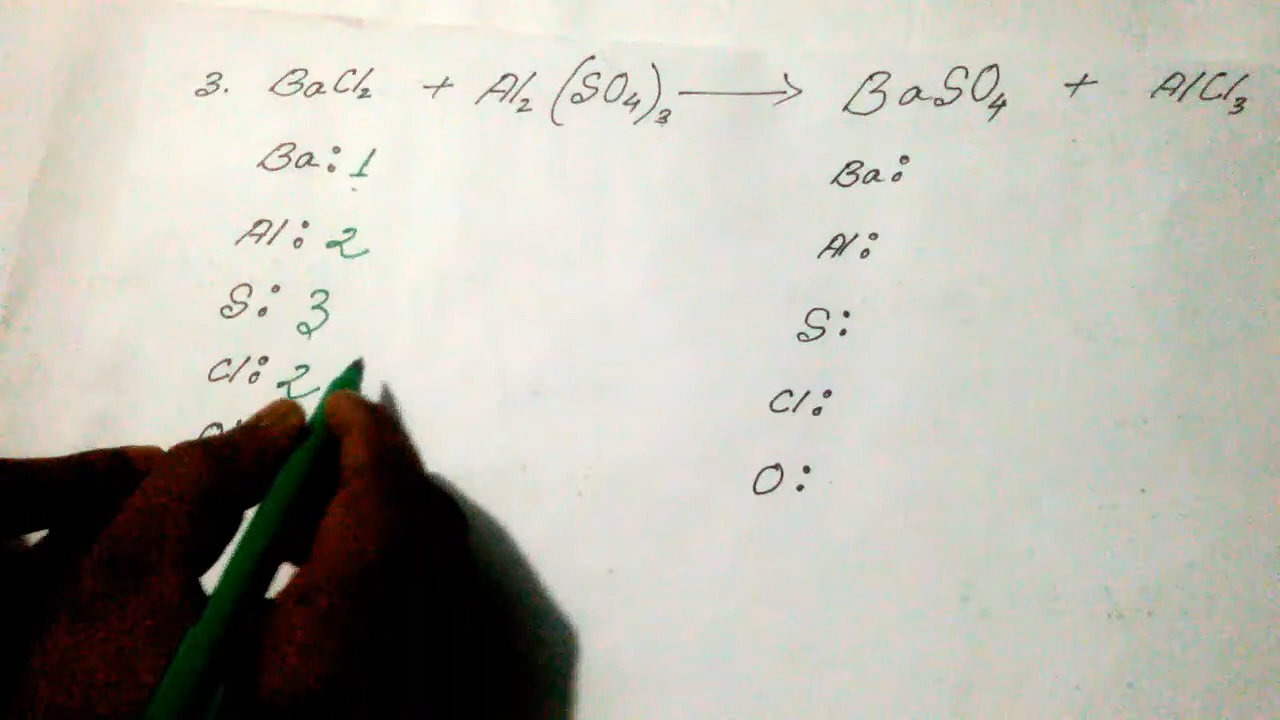 3. BaCl₂ + Al₂(SO₄)₃ ⟶ BaSO₄ + AlCl₃
Ba: 1 Ba:
Al: 2 Al:
S: 3 S:
Cl: 2 Cl:
O: